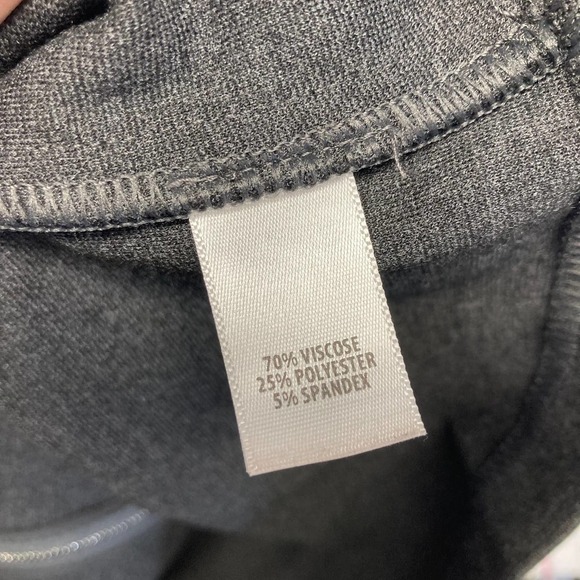 70% VISCOSE
25% POLYESTER
5% SPANDEX